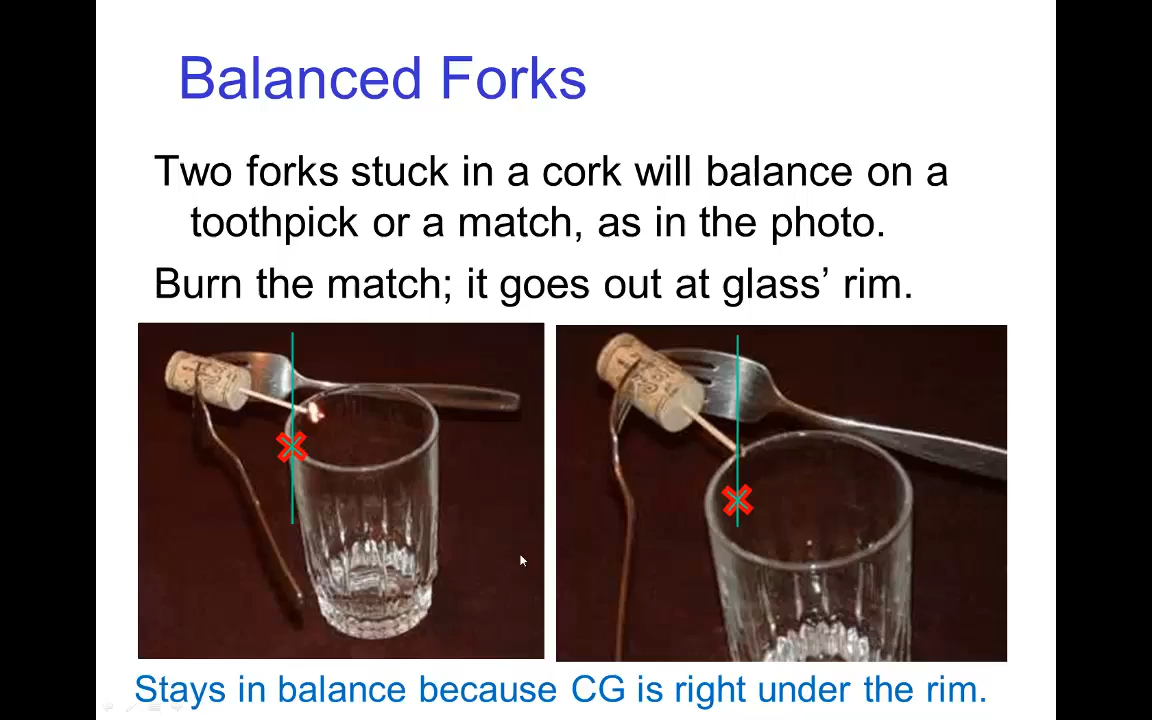 Balanced Forks
Two forks stuck in a cork will balance on a
toothpick or a match, as in the photo.
Burn the match; it goes out at glass’ rim.
Stays in balance because CG is right under the rim.